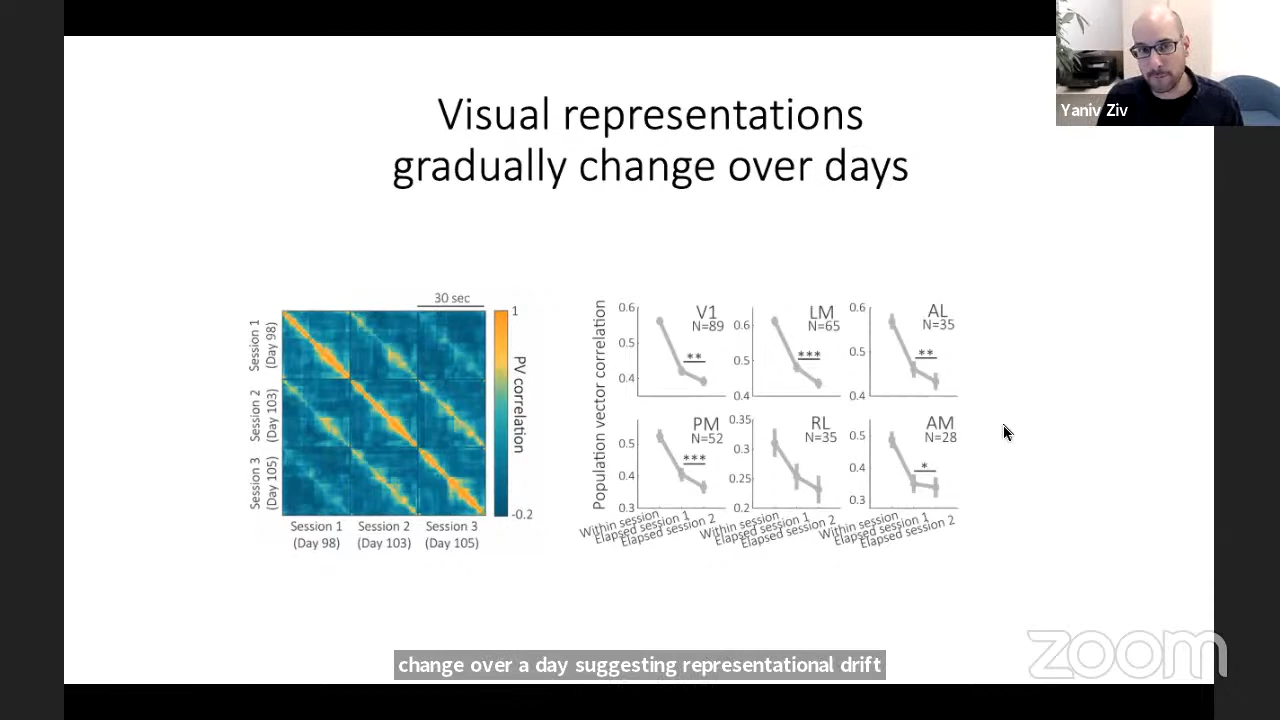 Yaniv Ziv
Visual representations
gradually change over days
30 sec
1
-0.2
PV correlation
Session 1
(Day 98)
Session 2
(Day 103)
Session 3
(Day 105)
Session 1
(Day 98)
Session 2
(Day 103)
Session 3
(Day 105)
Population vector correlation
0.6
0.5
0.4
V1
N=89
**
0.6
0.5
0.4
LM
N=65
***
0.6
0.5
0.4
AL
N=35
**
0.5
0.4
0.3
PM
N=52
***
0.35
0.3
0.25
0.2
RL
N=35
0.5
0.4
0.3
AM
N=28
*
Within session
Elapsed session 1
Elapsed session 2
Within session
Elapsed session 1
Elapsed session 2
Within session
Elapsed session 1
Elapsed session 2
change over a day suggesting representational drift
zoom